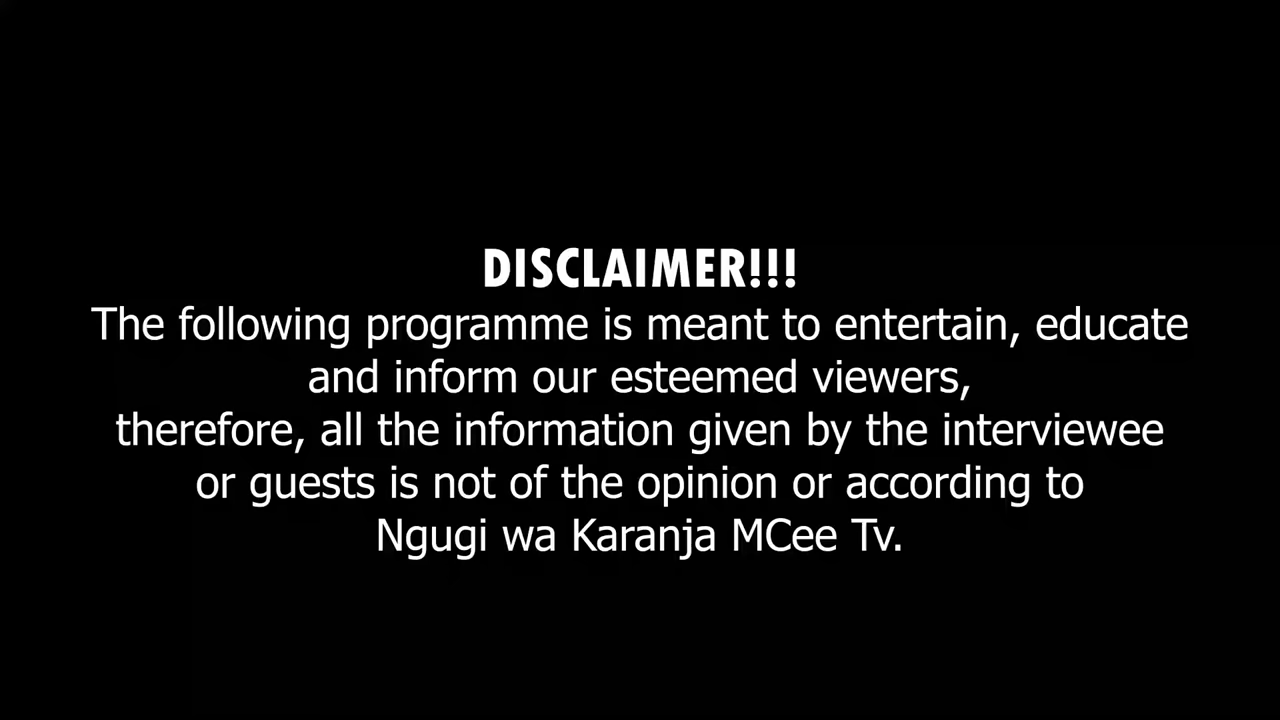 DISCLAIMER!!!
The following programme is meant to entertain, educate
and inform our esteemed viewers,
therefore, all the information given by the interviewee
or guests is not of the opinion or according to
Ngugi wa Karanja MCee Tv.